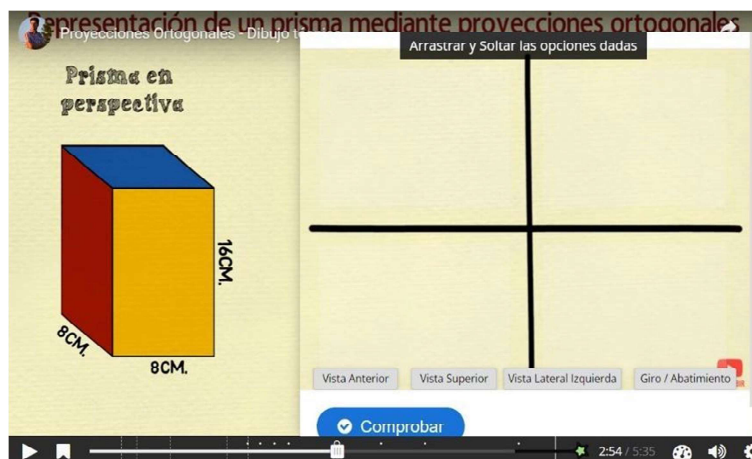 Representación de un prisma mediante proyecciones ortogonales
Proyecciones Ortogonales - Dibujo
Arrastrar y Soltar las opciones dadas
Prisma en
perspectiva
16CM.
8CM.
8CM.
Vista Anterior
Vista Superior
Vista Lateral Izquierda
Giro / Abatimiento
Comprobar
2:54 / 5:35